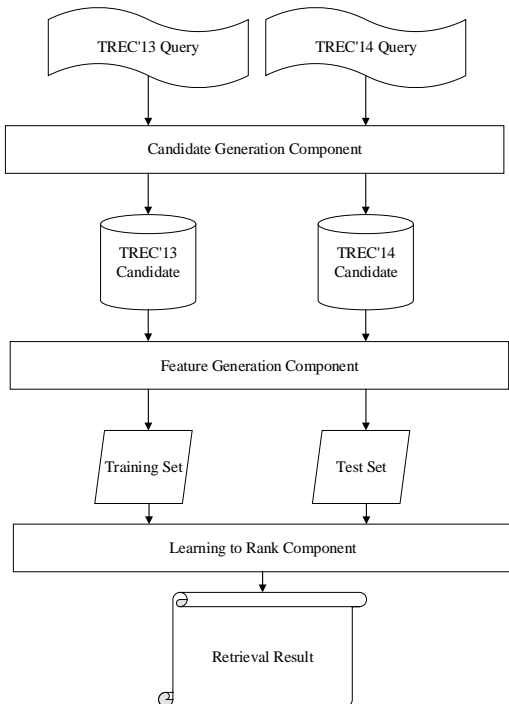 TREC'13 Query
TREC'14 Query
Candidate Generation Component
TREC'13
Candidate
TREC'14
Candidate
Feature Generation Component
Training Set
Test Set
Learning to Rank Component
Retrieval Result